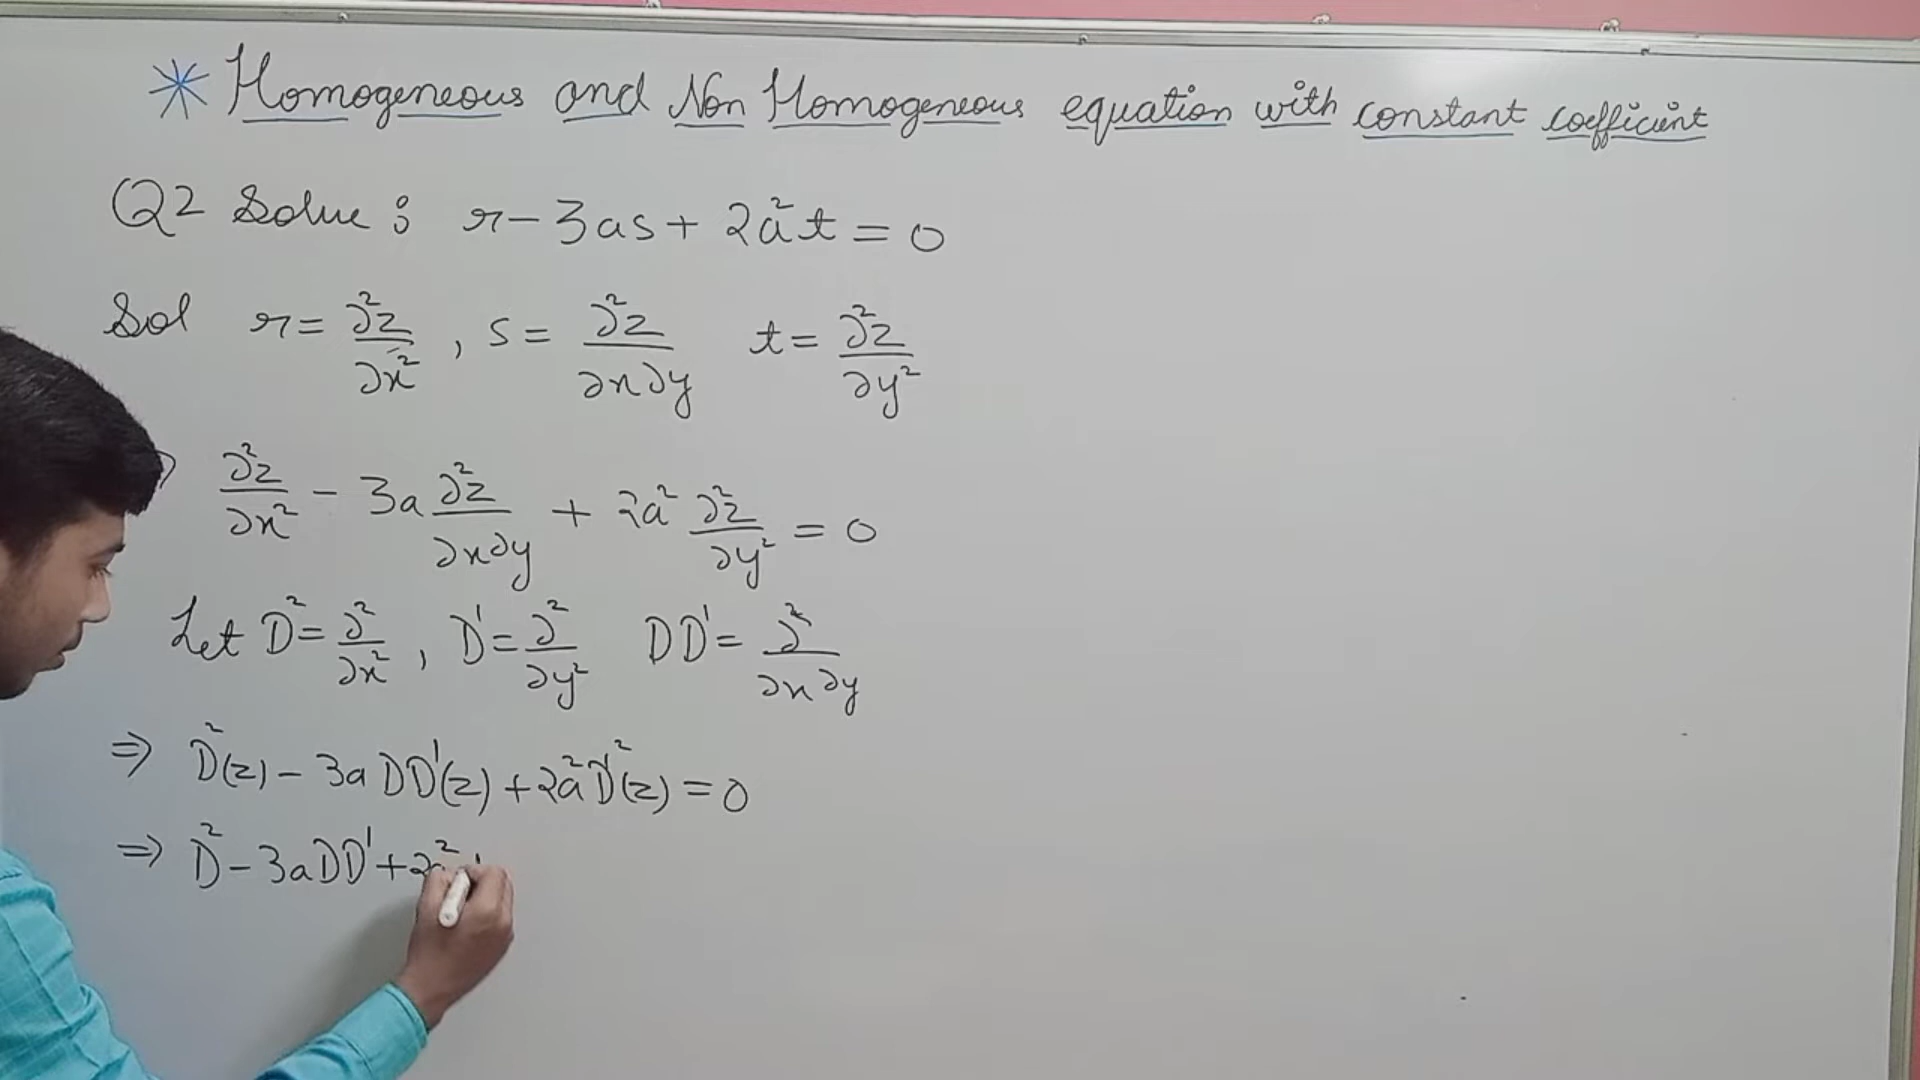 * Homogeneous and Non Homogeneous equation with constant coefficient
Q2 Solve : r - 3as + 2a²t = 0
Sol r = ∂²z/∂x² , s = ∂²z/∂x∂y t = ∂²z/∂y²
∂²z/∂x² - 3a ∂²z/∂x∂y + 2a² ∂²z/∂y² = 0
Let D² = ∂²/∂x² , D' = ∂²/∂y² DD' = ∂²/∂x∂y
⇒ D²(z) - 3a DD'(z) + 2a²D'²(z) = 0
⇒ D² - 3aDD' + 2a²